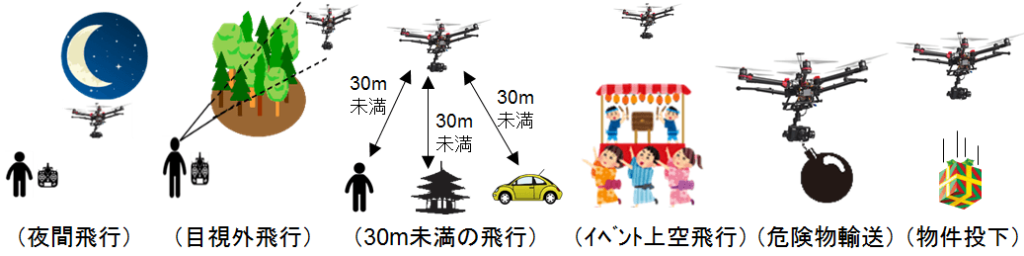 30m
未満
30m
未満
30m
未満
（夜間飛行）
（目視外飛行）
（30m未満の飛行）
（ｲﾍﾞﾝﾄ上空飛行）
（危険物輸送）
（物件投下）